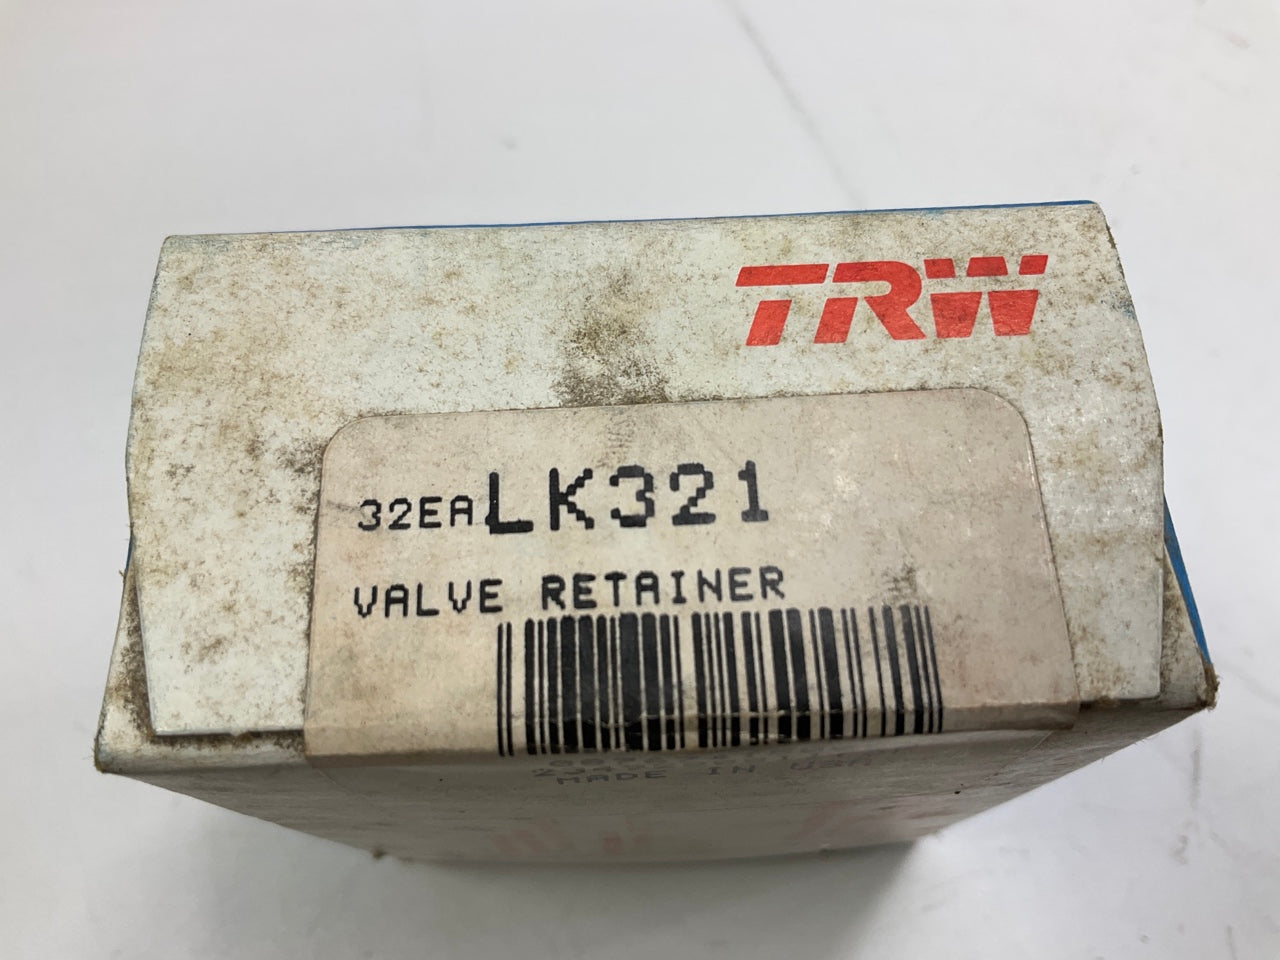 TRW
32EA LK321
VALVE RETAINER
MADE IN USA